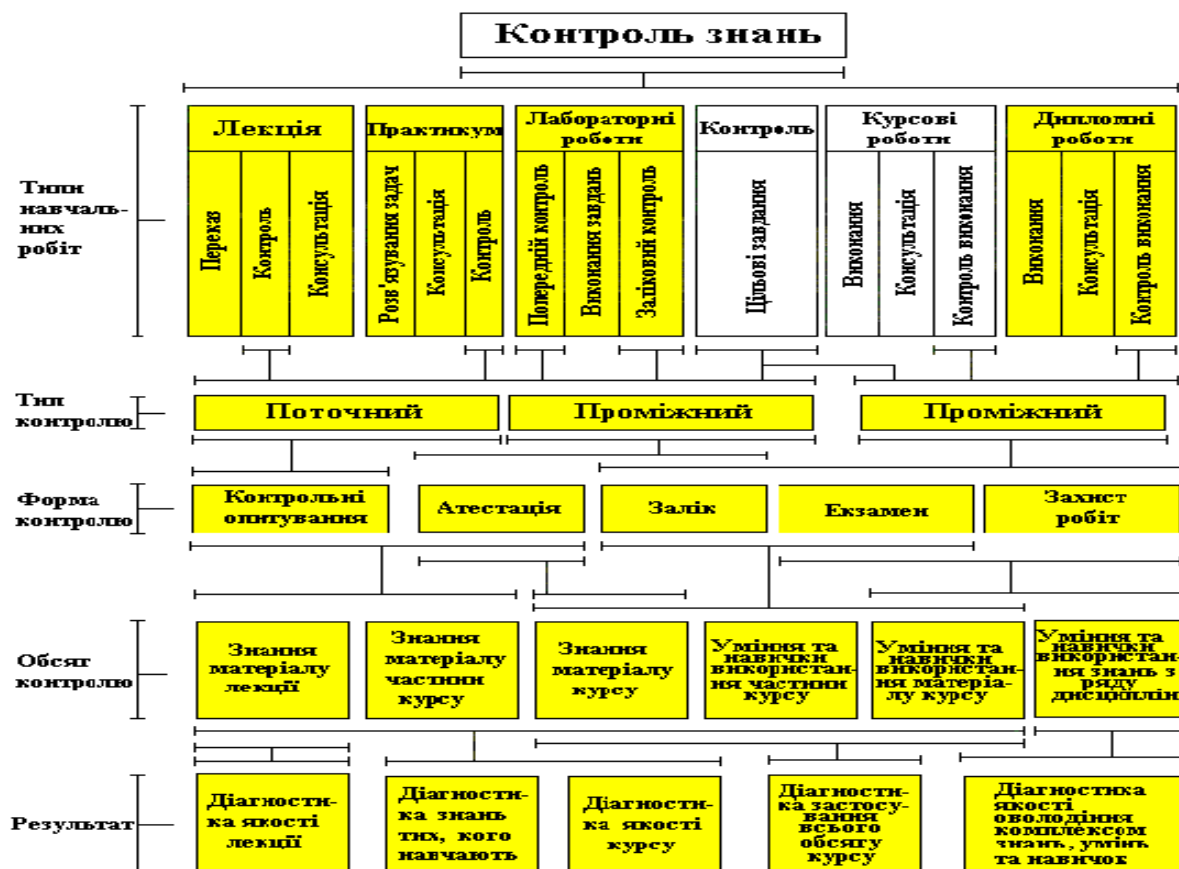 Контроль знань
Лекція
Практикум
Лабораторні
роботи
Контроль
Курсові
роботи
Дипломні
роботи
Типи
навчаль-
них
робіт
Переказ
Контроль
Консультація
Розв'язування задач
Консультація
Контроль
Попередній контроль
Виконання завдань
Заліковий контроль
Цільові завдання
Виконання
Консультація
Контроль виконання
Виконання
Консультація
Контроль виконання
Тип
контролю
Поточний
Проміжний
Проміжний
Форма
контролю
Контрольні
опитування
Атестація
Залік
Екзамен
Захист
робіт
Обсяг
контролю
Знання
матеріалу
лекції
Знання
матеріалу
частини
курсу
Знання
матеріалу
курсу
Уміння та
навички
використан-
ня частини
курсу
Уміння та
навички
використан-
ня матеріа-
лу курсу
Уміння та
навички
використан-
ня знань з
ряду
дисциплін
Результат
Діагности-
ка якості
лекції
Діагности-
ка знань
тих, кого
навчають
Діагности-
ка якості
курсу
Діагности-
ка застосу-
вання
всього
обсягу
курсу
Діагностика
якості
оволодіння
комплексом
знань, умінь
та навичок